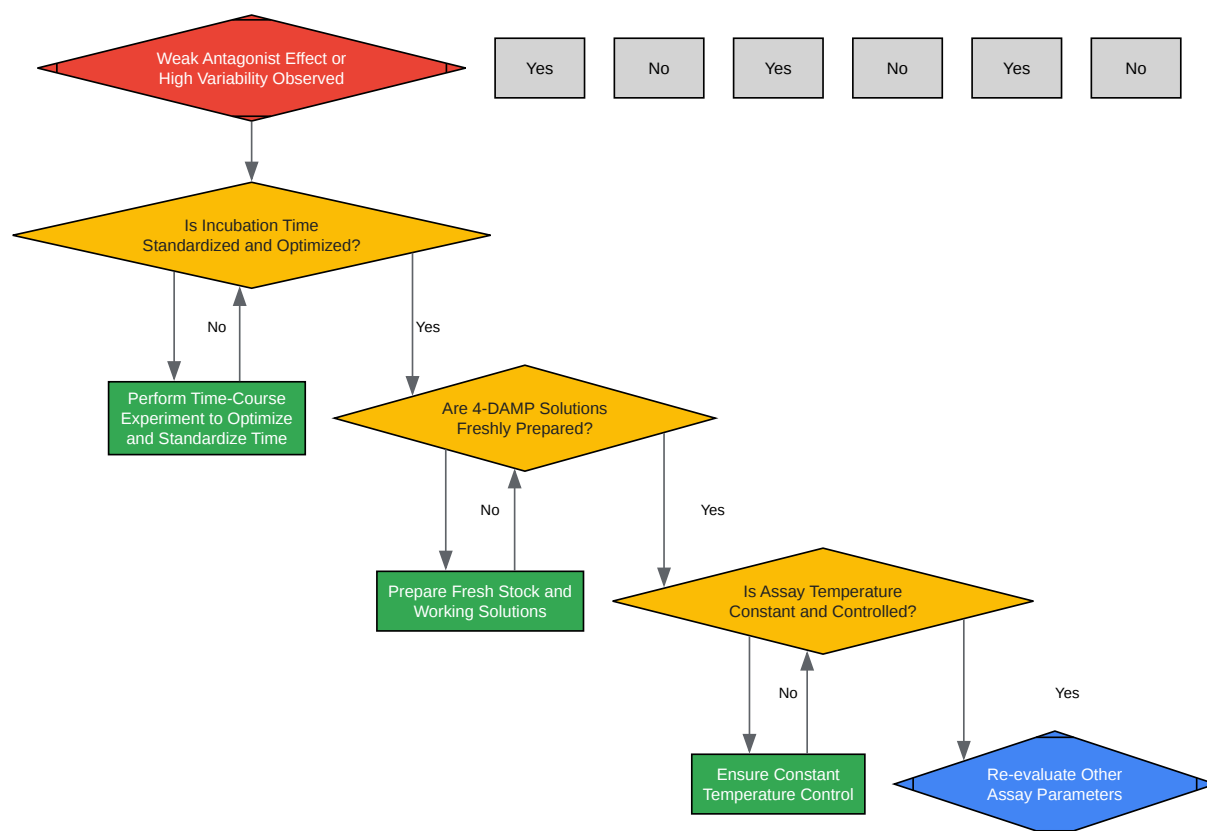 Weak Antagonist Effect or
High Variability Observed
Yes
No
Yes
No
Yes
No
Is Incubation Time
Standardized and Optimized?
No
Yes
Perform Time-Course
Experiment to Optimize
and Standardize Time
Are 4-DAMP Solutions
Freshly Prepared?
No
Yes
Prepare Fresh Stock and
Working Solutions
Is Assay Temperature
Constant and Controlled?
No
Yes
Ensure Constant
Temperature Control
Re-evaluate Other
Assay Parameters